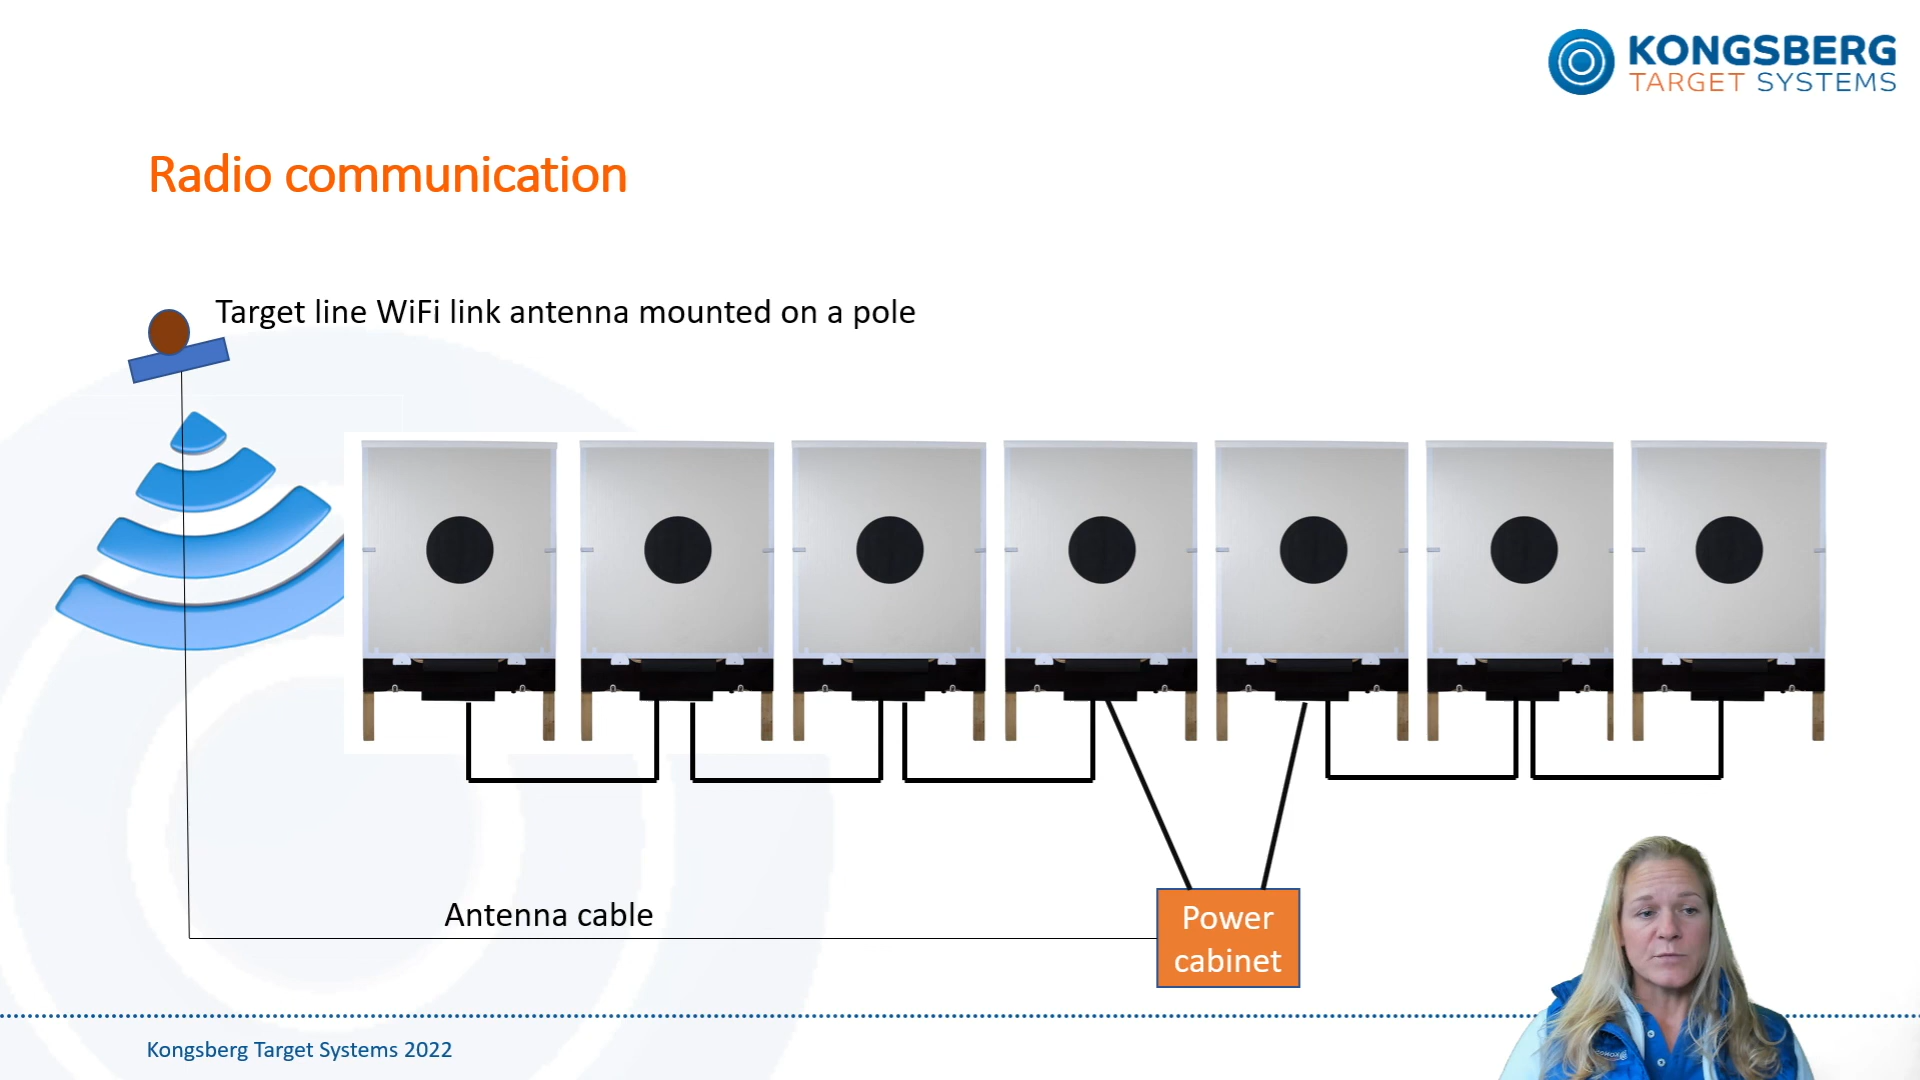 KONGSBERG
TARGET SYSTEMS
Radio communication
Target line WiFi link antenna mounted on a pole
Antenna cable
Power
cabinet
Kongsberg Target Systems 2022